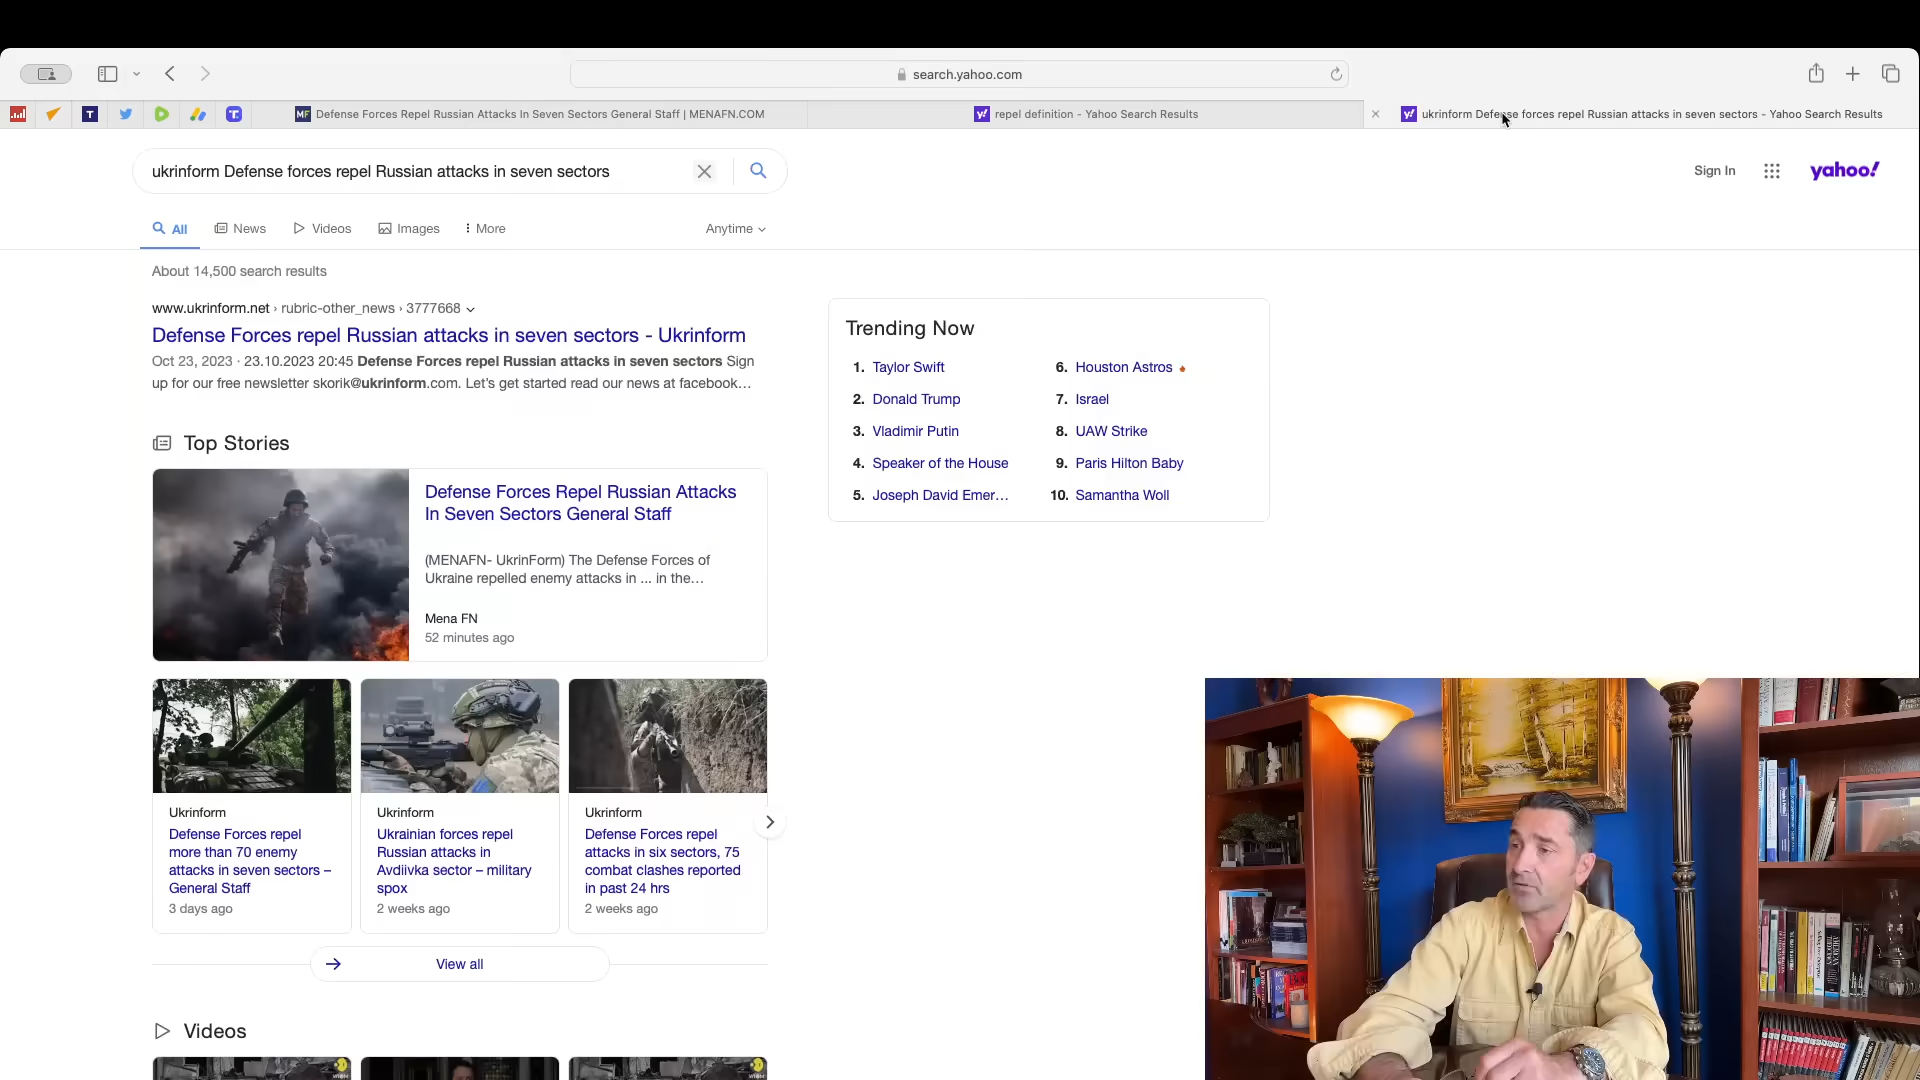 search.yahoo.com
Defense Forces Repel Russian Attacks In Seven Sectors General Staff | MENAFN.COM
repel definition - Yahoo Search Results
ukrinform Defense forces repel Russian attacks in seven sectors - Yahoo Search Results
ukrinform Defense forces repel Russian attacks in seven sectors
Sign In
yahoo!
All
News
Videos
Images
More
Anytime
About 14,500 search results
www.ukrinform.net › rubric-other_news › 3777668
Defense Forces repel Russian attacks in seven sectors - Ukrinform
Oct 23, 2023 · 23.10.2023 20:45 Defense Forces repel Russian attacks in seven sectors Sign
up for our free newsletter skorik@ukrinform.com. Let’s get started read our news at facebook...
Top Stories
Defense Forces Repel Russian Attacks
In Seven Sectors General Staff
(MENAFN- UkrinForm) The Defense Forces of
Ukraine repelled enemy attacks in ... in the...
Mena FN
52 minutes ago
Ukrinform
Defense Forces repel
more than 70 enemy
attacks in seven sectors –
General Staff
3 days ago
Ukrinform
Ukrainian forces repel
Russian attacks in
Avdiivka sector – military
spox
2 weeks ago
Ukrinform
Defense Forces repel
attacks in six sectors, 75
combat clashes reported
in past 24 hrs
2 weeks ago
View all
Videos
Trending Now
1. Taylor Swift
2. Donald Trump
3. Vladimir Putin
4. Speaker of the House
5. Joseph David Emer...
6. Houston Astros
7. Israel
8. UAW Strike
9. Paris Hilton Baby
10. Samantha Woll